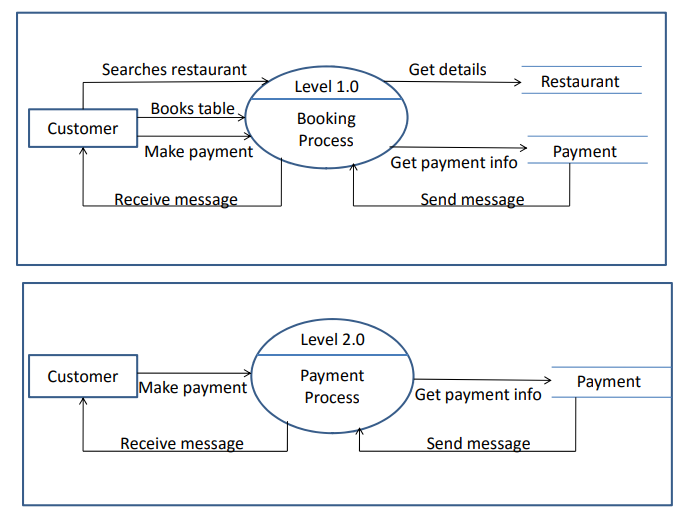 Searches restaurant
Get details
Level 1.0
Restaurant
Books table
Customer
Booking
Process
Make payment
Payment
Get payment info
Receive message
Send message
Level 2.0
Customer
Payment
Process
Payment
Make payment
Get payment info
Receive message
Send message